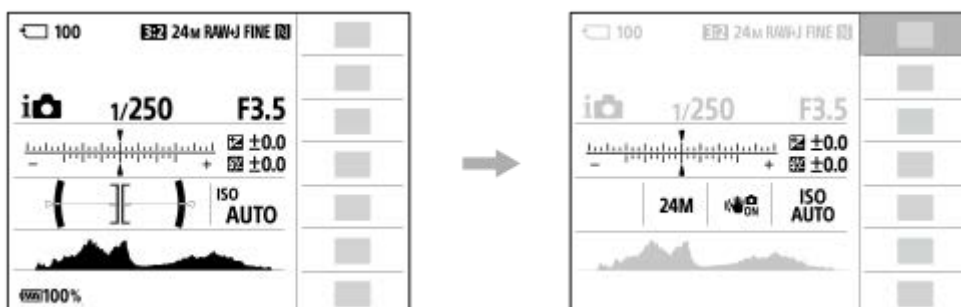 100 3:2 24M RAW+J FINE N
i 1/250 F3.5
±0.0
- + ±0.0
ISO
AUTO
100%
100 3:2 24M RAW+J FINE N
i 1/250 F3.5
±0.0
- + ±0.0
24M ON ISO
AUTO